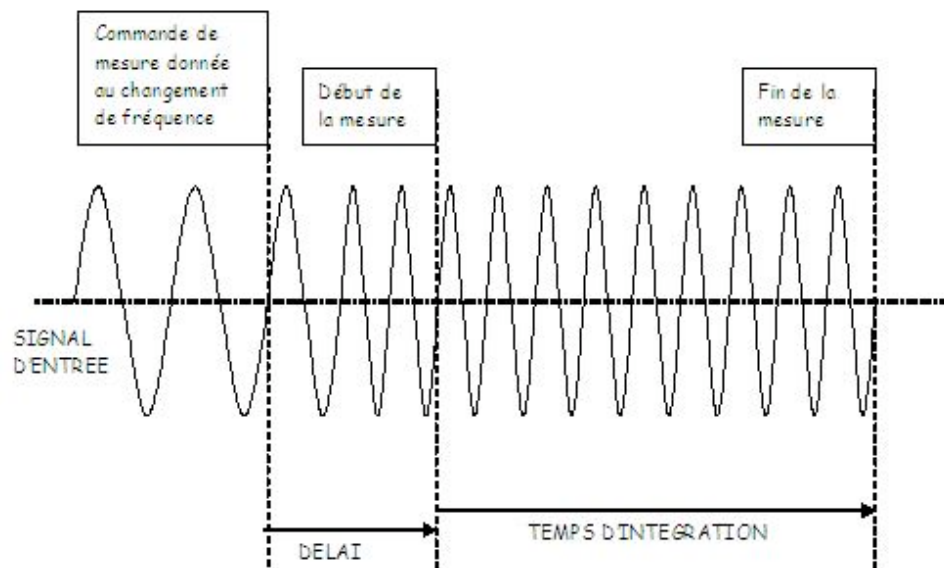 Commande de
mesure donnée
au changement
de fréquence
Début de
la mesure
Fin de la
mesure
SIGNAL
D'ENTREE
DELAI
TEMPS D'INTEGRATION